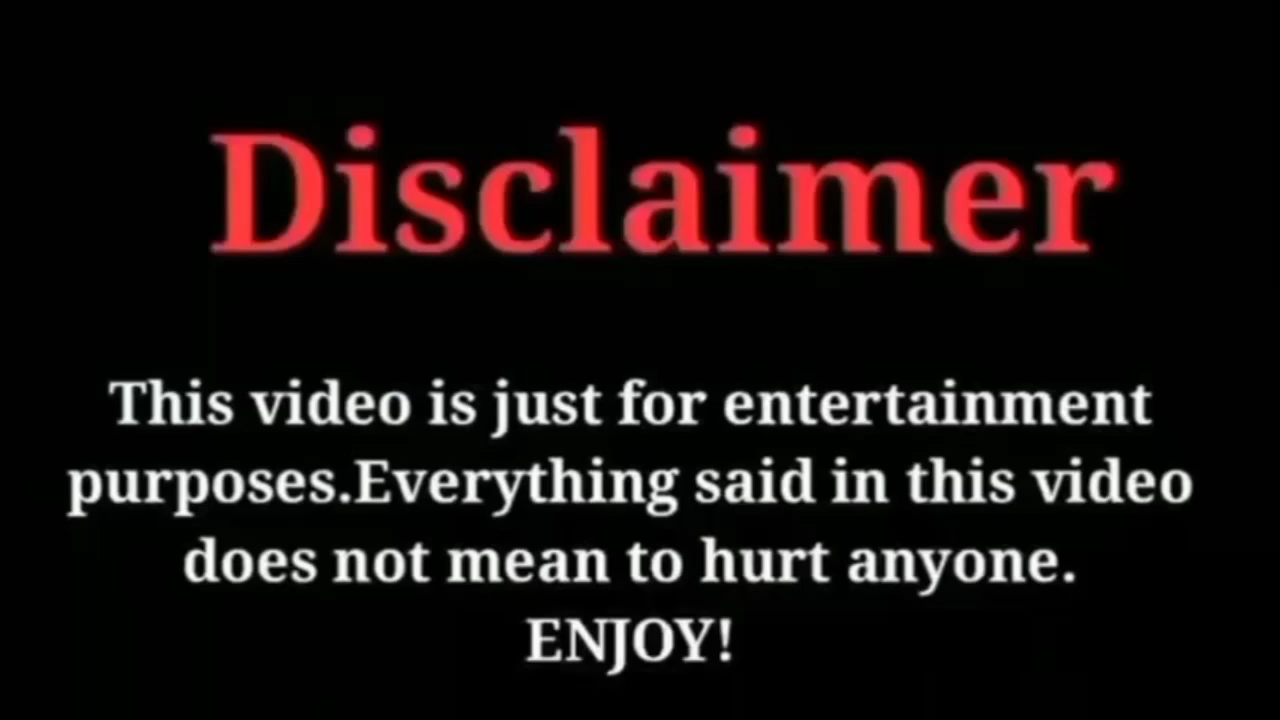 Disclaimer
This video is just for entertainment
purposes.Everything said in this video
does not mean to hurt anyone.
ENJOY!